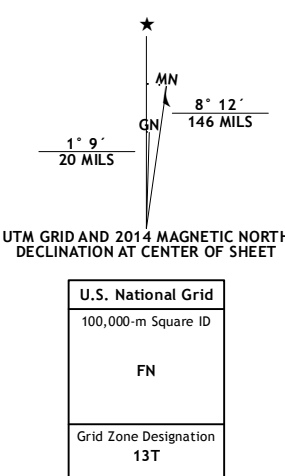 MN
8° 12´
146 MILS
GN
1° 9´
20 MILS
UTM GRID AND 2014 MAGNETIC NORTH
DECLINATION AT CENTER OF SHEET
U.S. National Grid
100,000-m Square ID
FN
Grid Zone Designation
13T